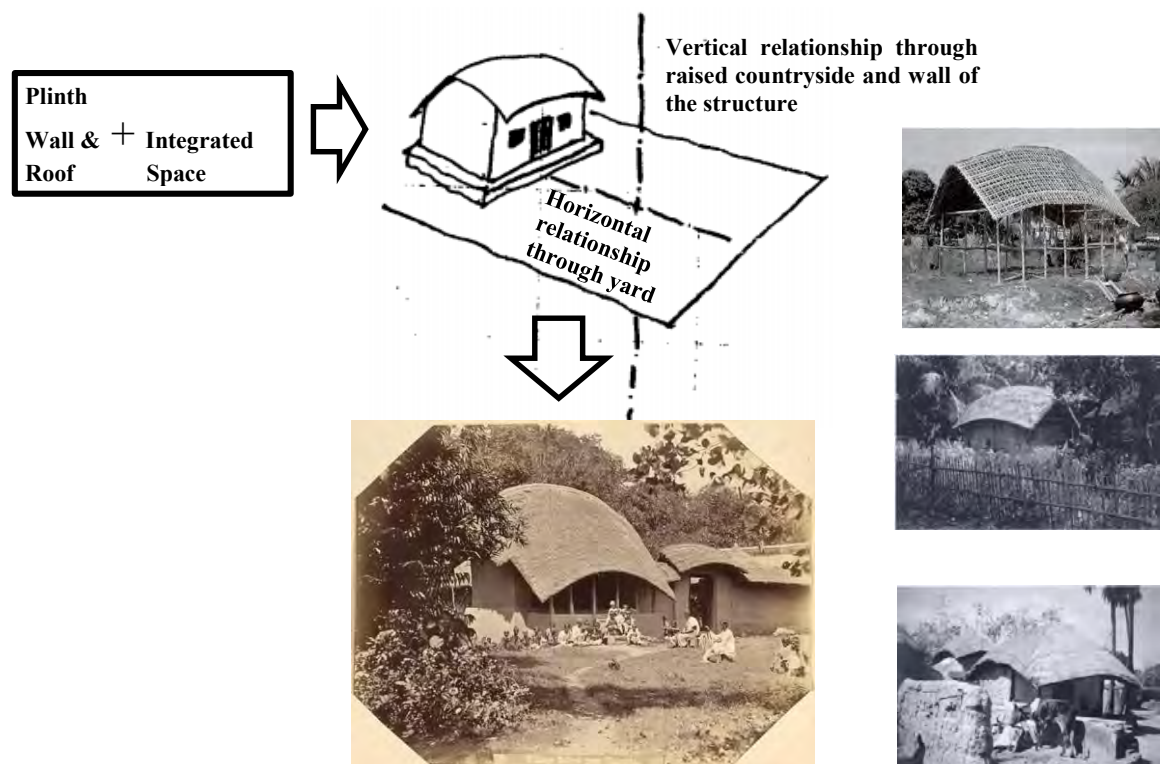 Plinth
Wall & + Integrated
Roof Space
Vertical relationship through
raised countryside and wall of
the structure
Horizontal
relationship
through yard